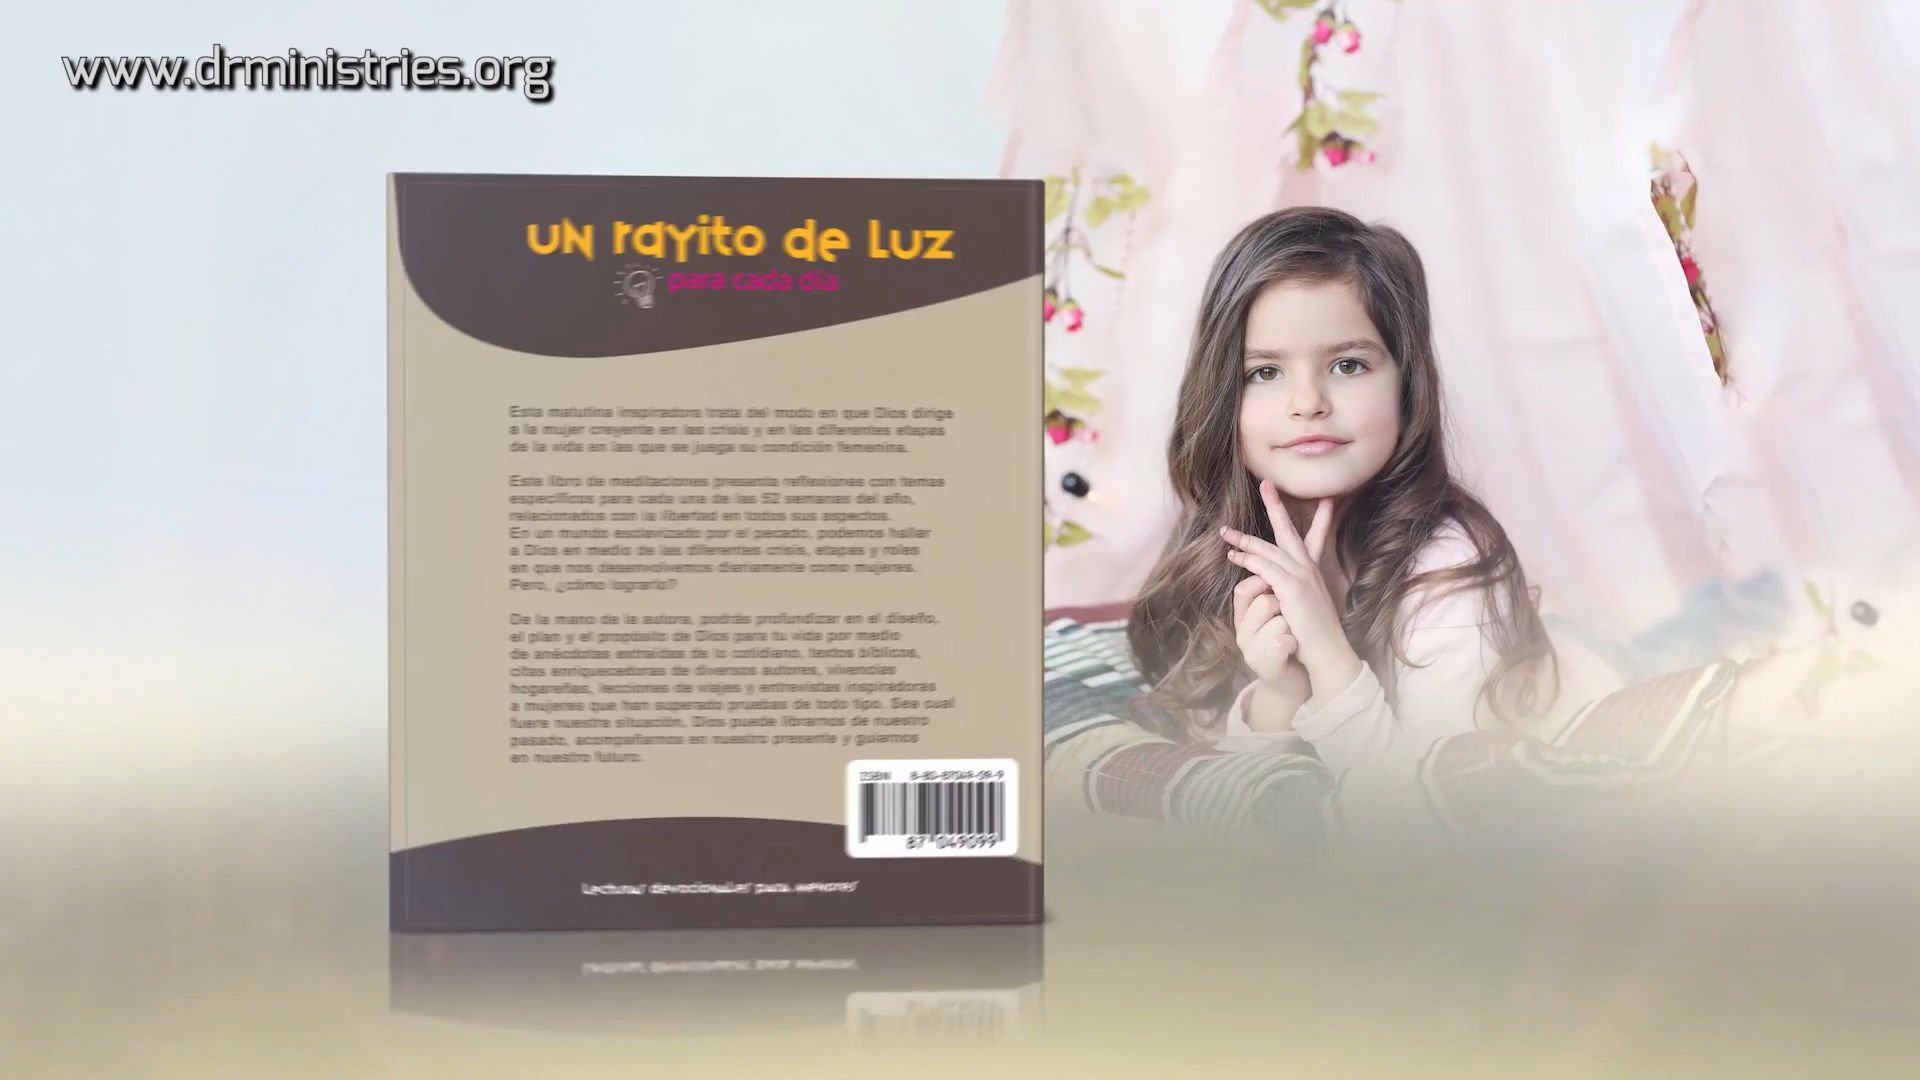 www.drministries.org
un rayito de luz
para cada día
Esta matutina inspiradora trata del modo en que Dios dirige
a la mujer creyente en las crisis y en las diferentes etapas
de la vida en las que se juega su condición femenina.
Este libro de meditaciones presenta reflexiones con temas
específicos para cada una de las 52 semanas del año,
relacionados con la libertad en todos sus aspectos.
En un mundo esclavizado por el pecado, podemos hallar
a Dios en medio de las diferentes crisis, etapas y roles
en que nos desenvolvemos diariamente como mujeres.
Pero, ¿cómo lograrlo?
De la mano de la autora, podrás profundizar en el diseño,
el plan y el propósito de Dios para tu vida por medio
de anécdotas extraídas de lo cotidiano, textos bíblicos,
citas enriquecedoras de diversos autores, vivencias
hogareñas, lecciones de viajes y entrevistas inspiradoras
a mujeres que han superado pruebas de todo tipo. Sea cual
fuere nuestra situación, Dios puede librarnos de nuestro
pasado, acompañarnos en nuestro presente y guiarnos
en nuestro futuro.
ISBN 8-80-87049-09-9
87 049099
Lecturas devocionales para menores